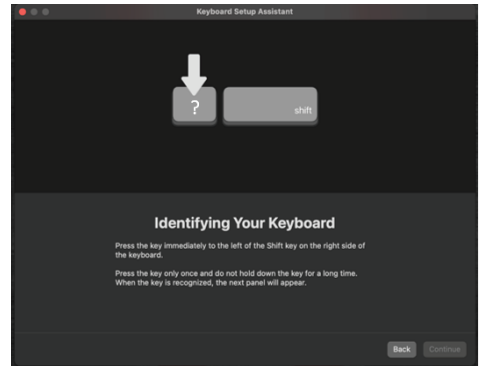 Keyboard Setup Assistant
?
shift
Identifying Your Keyboard
Press the key immediately to the left of the Shift key on the right side of
the keyboard.
Press the key only once and do not hold down the key for a long time.
When the key is recognized, the next panel will appear.
Back Continue